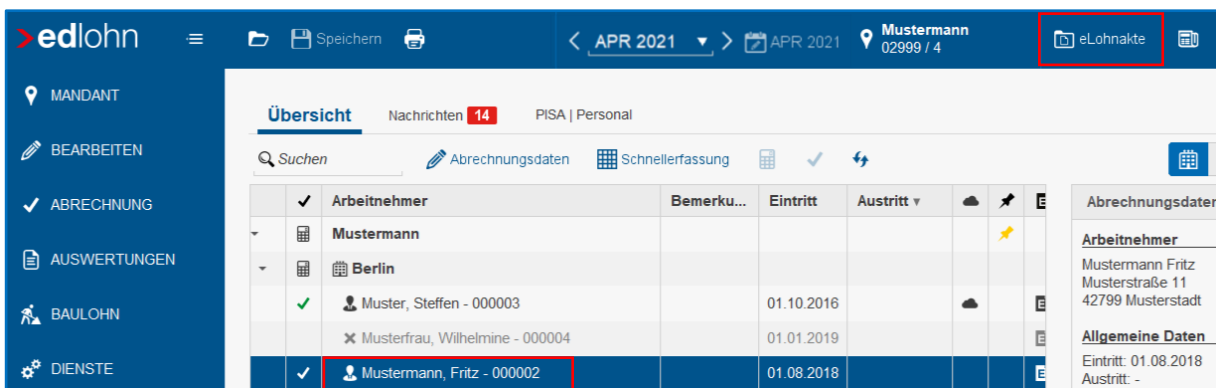 edlohn
Speichern
APR 2021
APR 2021
Mustermann
02999 / 4
eLohnakte
MANDANT
BEARBEITEN
ABRECHNUNG
AUSWERTUNGEN
BAULOHN
DIENSTE
Übersicht Nachrichten 14 PISA | Personal
Suchen Abrechnungsdaten Schnellerfassung
Arbeitnehmer Bemerku... Eintritt Austritt
Mustermann
Berlin
Muster, Steffen - 000003 01.10.2016
Musterfrau, Wilhelmine - 000004 01.01.2019
Mustermann, Fritz - 000002 01.08.2018
Abrechnungsdater
Arbeitnehmer
Mustermann Fritz
Musterstraße 11
42799 Musterstadt
Allgemeine Daten
Eintritt: 01.08.2018
Austritt: -